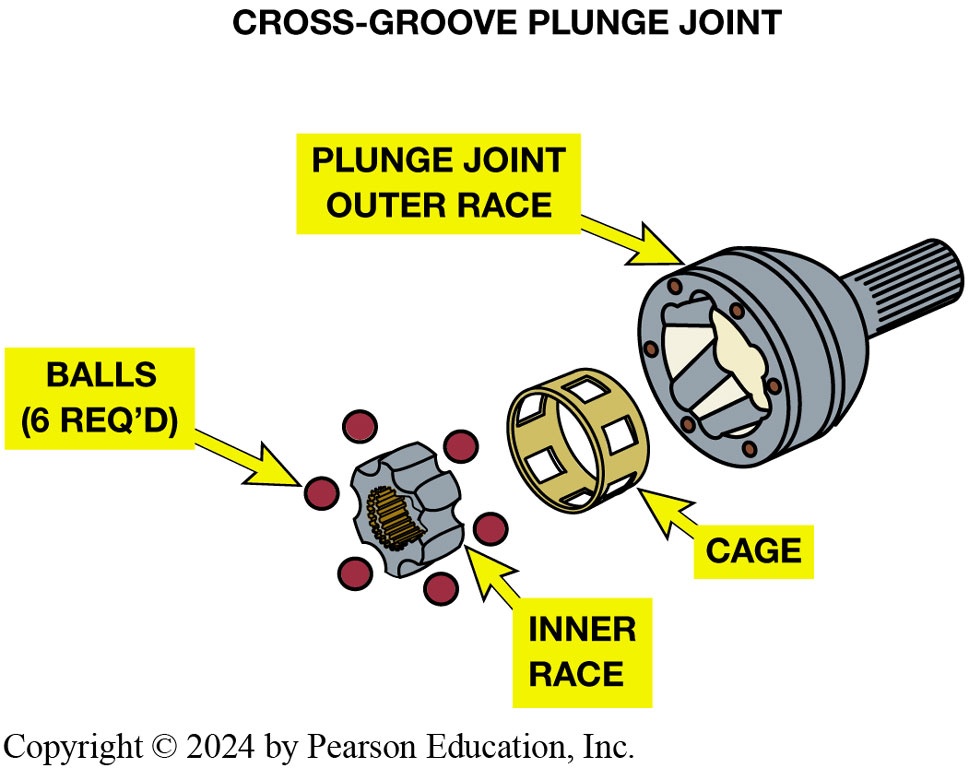 CROSS-GROOVE PLUNGE JOINT
PLUNGE JOINT
OUTER RACE
BALLS
(6 REQ'D)
CAGE
INNER
RACE
Copyright © 2024 by Pearson Education, Inc.